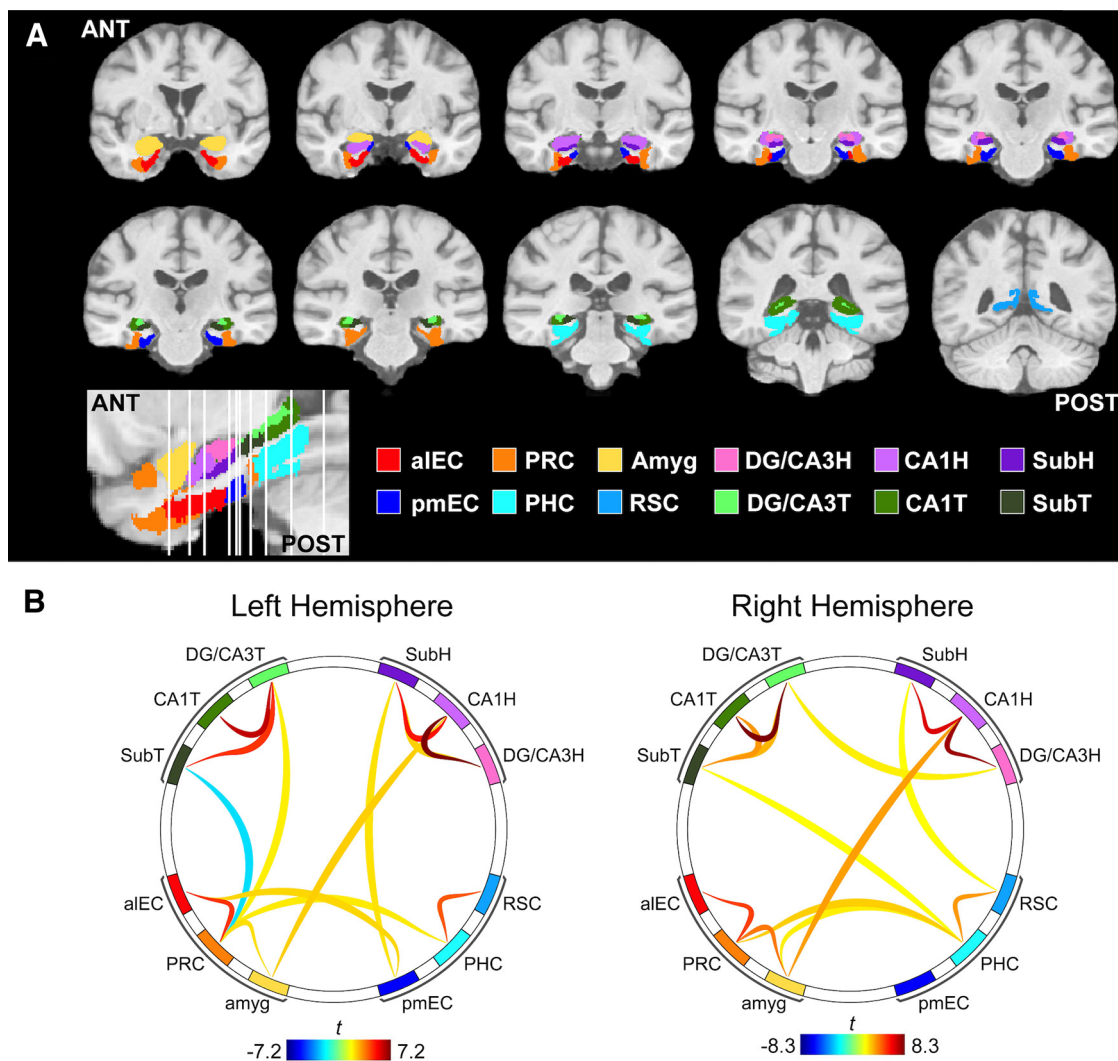 A
ANT
POST
ANT
POST
alEC PRC Amyg DG/CA3H CA1H SubH
pmEC PHC RSC DG/CA3T CA1T SubT
B
Left Hemisphere
DG/CA3T SubH
CA1T CA1H
SubT DG/CA3H
alEC RSC
PRC PHC
amyg pmEC
t
-7.2 7.2
Right Hemisphere
DG/CA3T SubH
CA1T CA1H
SubT DG/CA3H
alEC RSC
PRC PHC
amyg pmEC
t
-8.3 8.3